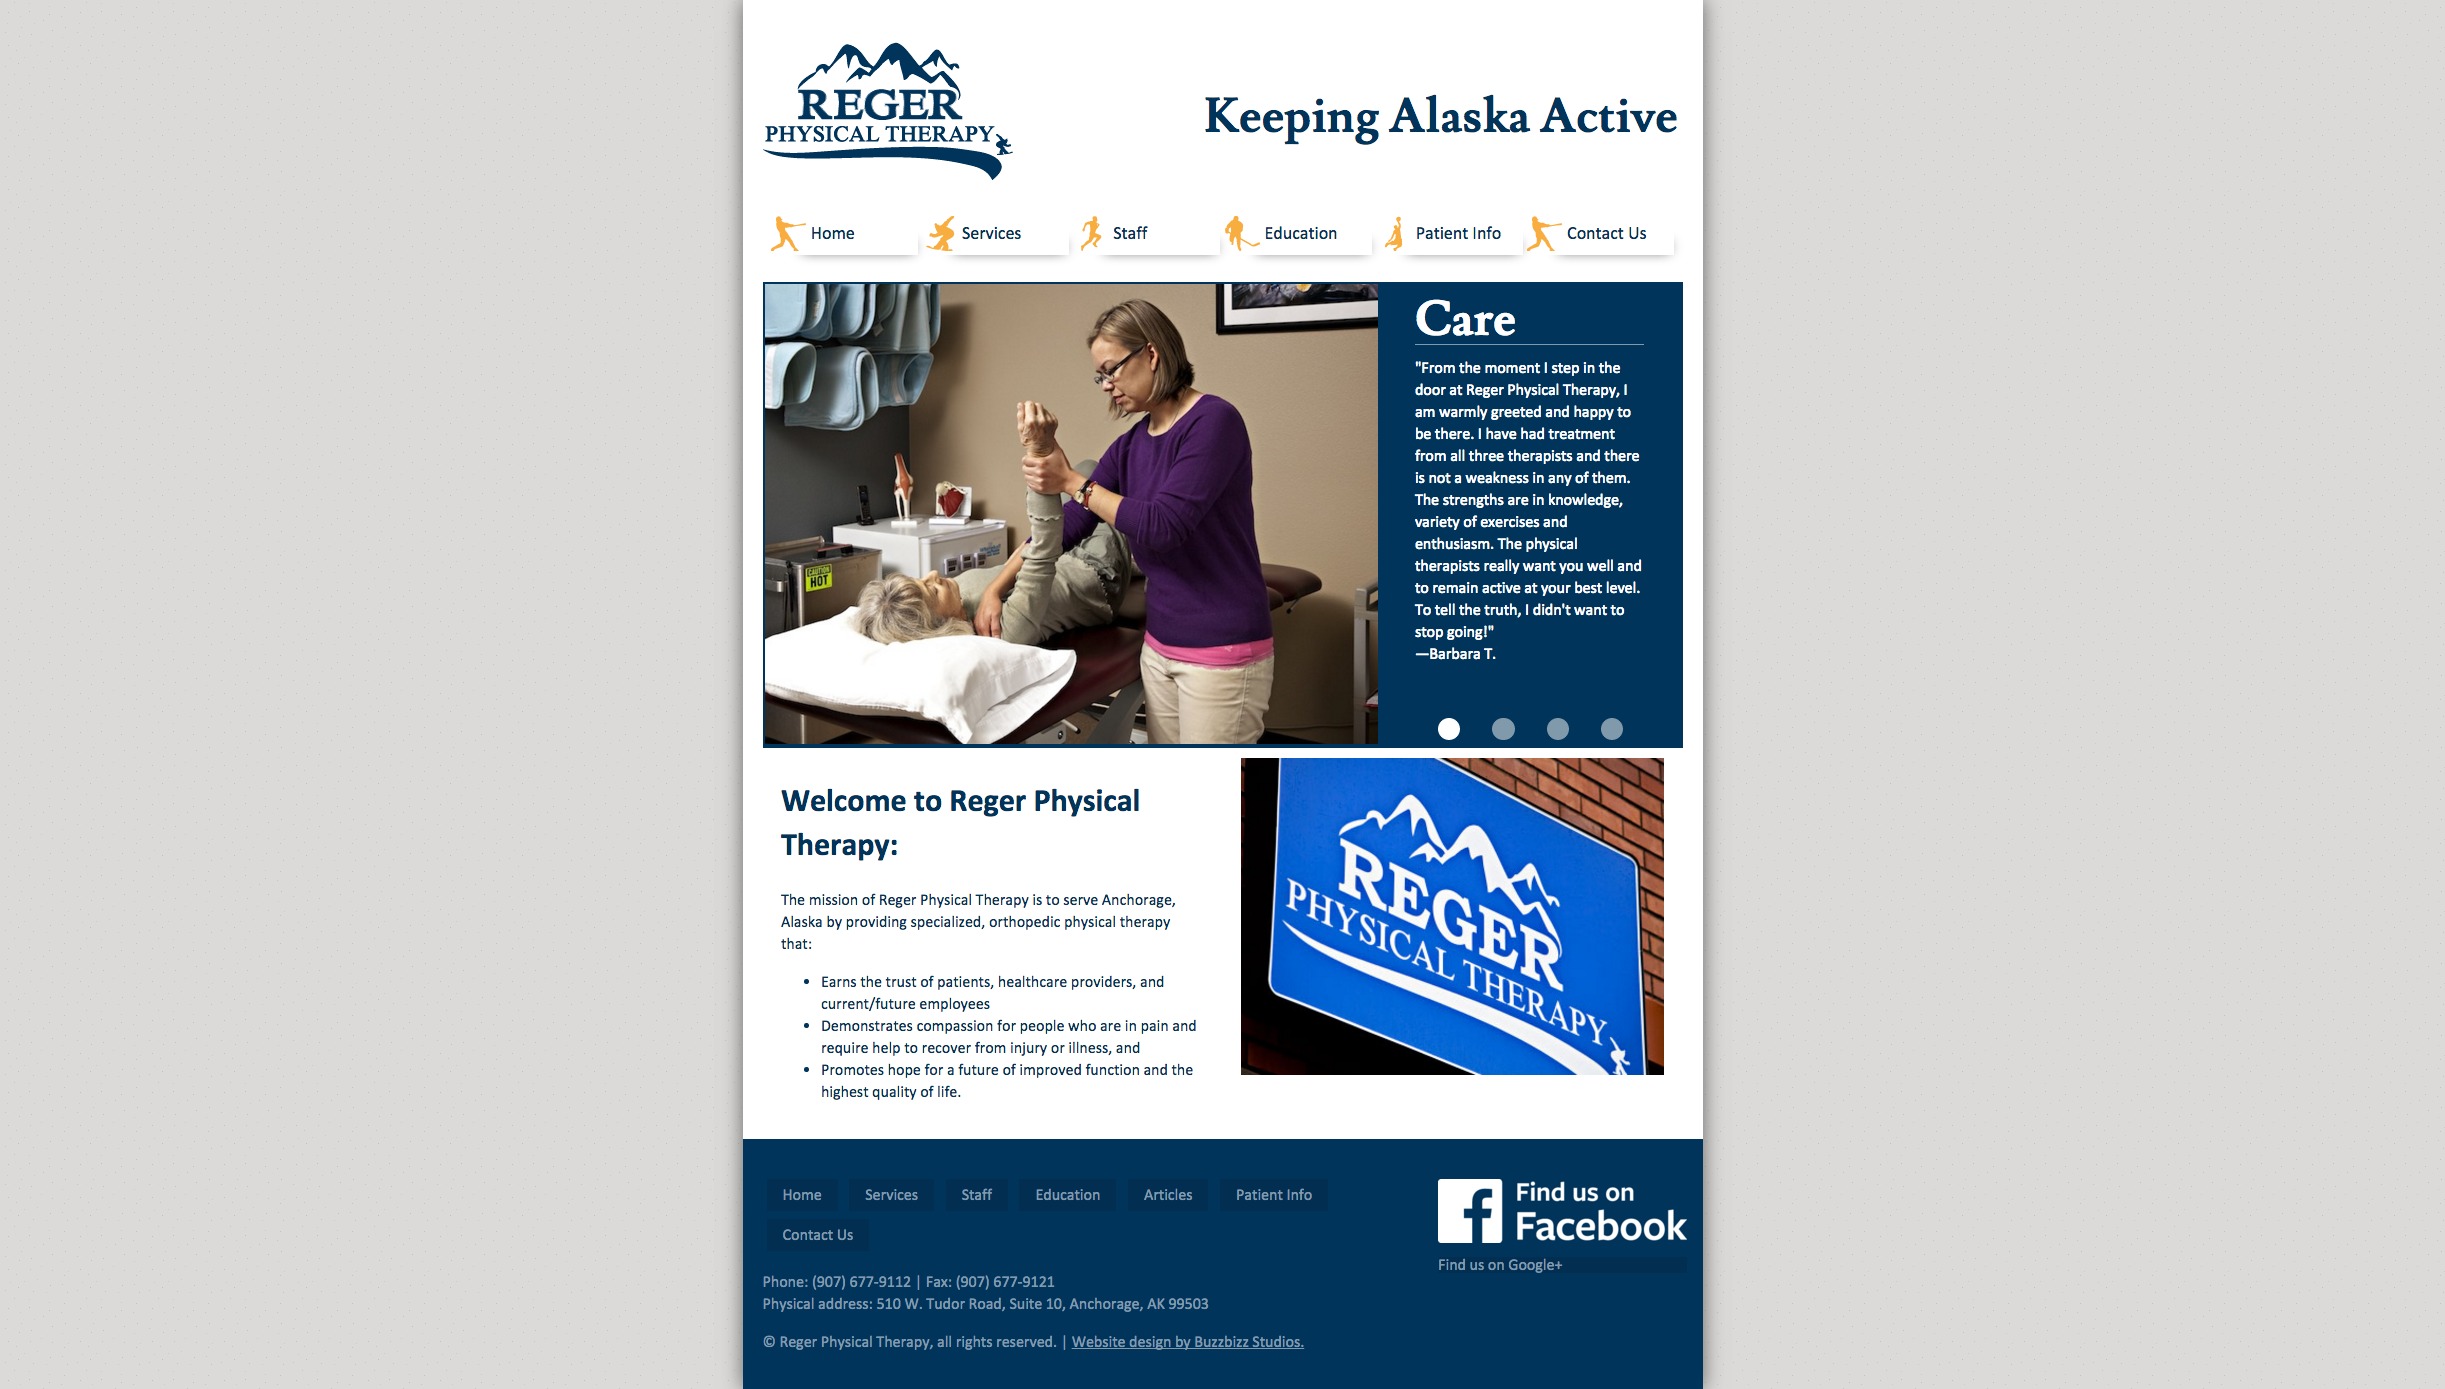 REGER
PHYSICAL THERAPY
Keeping Alaska Active
Home
Services
Staff
Education
Patient Info
Contact Us
CAUTION
HOT
Care
"From the moment I step in the
door at Reger Physical Therapy, I
am warmly greeted and happy to
be there. I have had treatment
from all three therapists and there
is not a weakness in any of them.
The strengths are in knowledge,
variety of exercises and
enthusiasm. The physical
therapists really want you well and
to remain active at your best level.
To tell the truth, I didn't want to
stop going!"
—Barbara T.
Welcome to Reger Physical
Therapy:
The mission of Reger Physical Therapy is to serve Anchorage,
Alaska by providing specialized, orthopedic physical therapy
that:
• Earns the trust of patients, healthcare providers, and
current/future employees
• Demonstrates compassion for people who are in pain and
require help to recover from injury or illness, and
• Promotes hope for a future of improved function and the
highest quality of life.
REGER
PHYSICAL THERAPY
Home
Services
Staff
Education
Articles
Patient Info
Contact Us
Find us on
Facebook
Find us on Google+
Phone: (907) 677-9112 | Fax: (907) 677-9121
Physical address: 510 W. Tudor Road, Suite 10, Anchorage, AK 99503
© Reger Physical Therapy, all rights reserved. | Website design by Buzzbizz Studios.